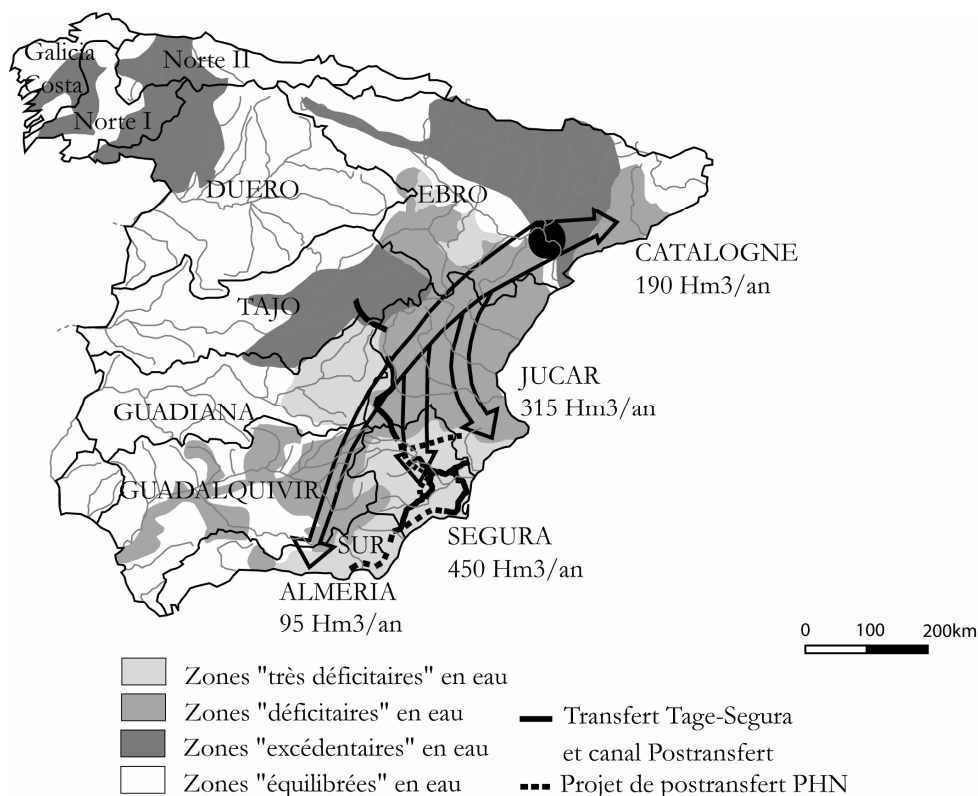 Galicia
Costa
Norte II
Norte I
DUERO
EBRO
CATALOGNE
190 Hm3/an
TAJO
JUCAR
315 Hm3/an
GUADIANA
GUADALQUIVIR
SEGURA
450 Hm3/an
SUR
ALMERIA
95 Hm3/an
0 100 200km
Zones "très déficitaires" en eau
Zones "déficitaires" en eau
Zones "excédentaires" en eau
Zones "équilibrées" en eau
Transfert Tage-Segura
et canal Postransfert
Projet de postransfert PHN